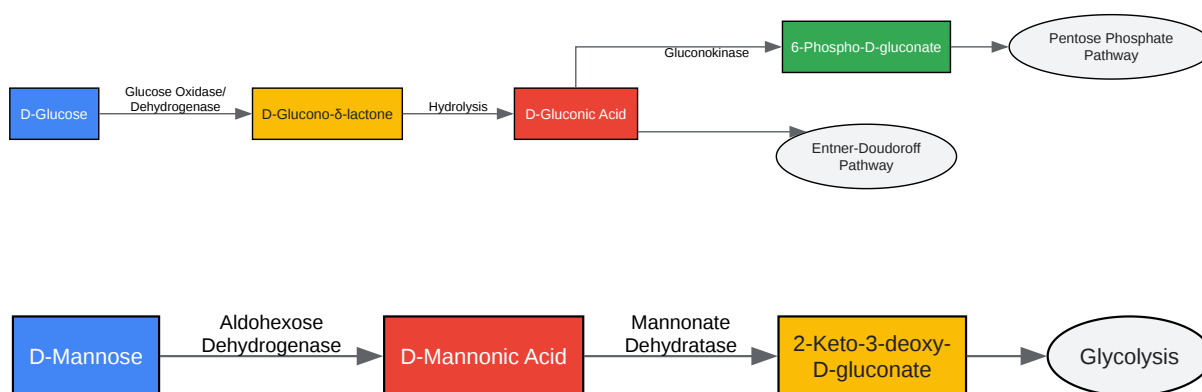 D-Glucose
Glucose Oxidase/
Dehydrogenase
D-Glucono-δ-lactone
Hydrolysis
D-Gluconic Acid
Gluconokinase
6-Phospho-D-gluconate
Pentose Phosphate
Pathway
Entner-Doudoroff
Pathway
D-Mannose
Aldohexose
Dehydrogenase
D-Mannonic Acid
Mannonate
Dehydratase
2-Keto-3-deoxy-
D-gluconate
Glycolysis